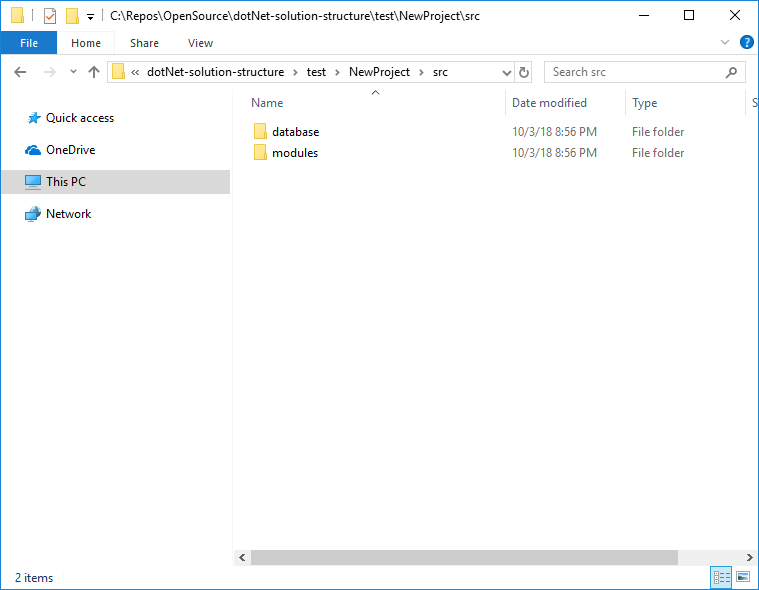 C:\Repos\OpenSource\dotNet-solution-structure\test\NewProject\src
File Home Share View
« dotNet-solution-structure › test › NewProject › src
Search src
Name Date modified Type S
Quick access
OneDrive
This PC
Network
database 10/3/18 8:56 PM File folder
modules 10/3/18 8:56 PM File folder
2 items